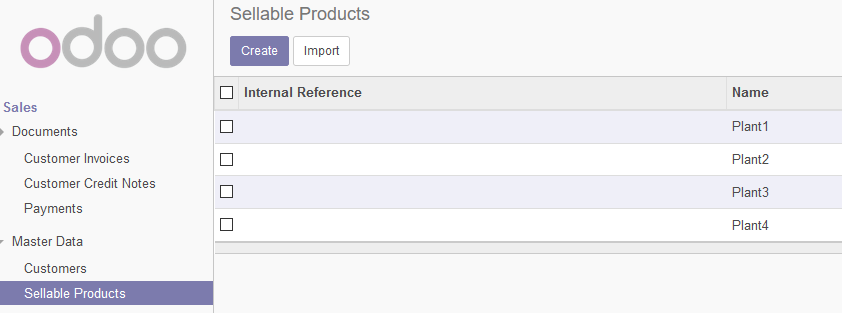 odoo
Sales
Documents
Customer Invoices
Customer Credit Notes
Payments
Master Data
Customers
Sellable Products
Sellable Products
Create Import
Internal Reference Name
Plant1
Plant2
Plant3
Plant4